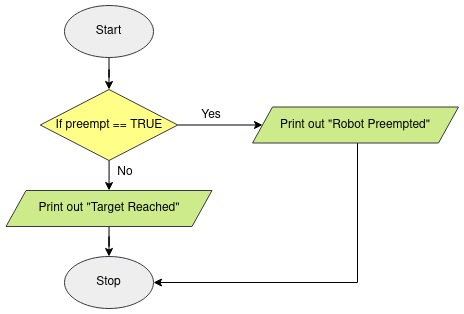 Start
If preempt == TRUE
Yes
Print out "Robot Preempted"
No
Print out "Target Reached"
Stop